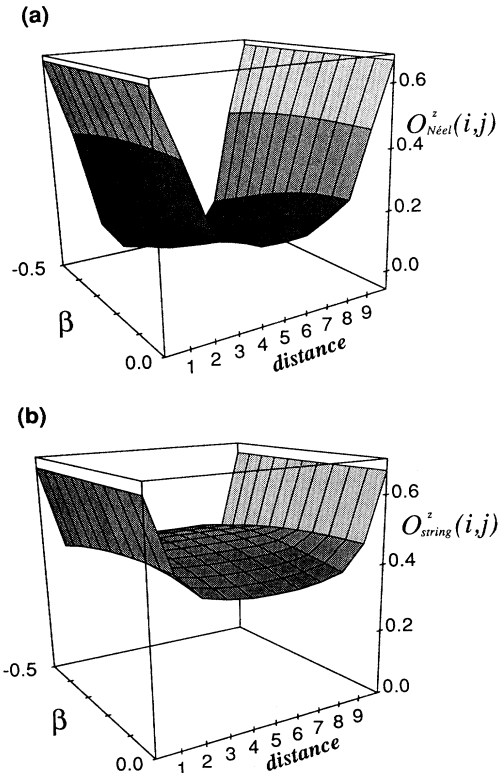 (a)
0.6
O^z_Néel(i,j)
0.4
0.2
0.0
-0.5
β
0.0
1 2 3 4 5 6 7 8 9
distance
(b)
0.6
O^z_string(i,j)
0.4
0.2
0.0
-0.5
β
0.0
1 2 3 4 5 6 7 8 9
distance